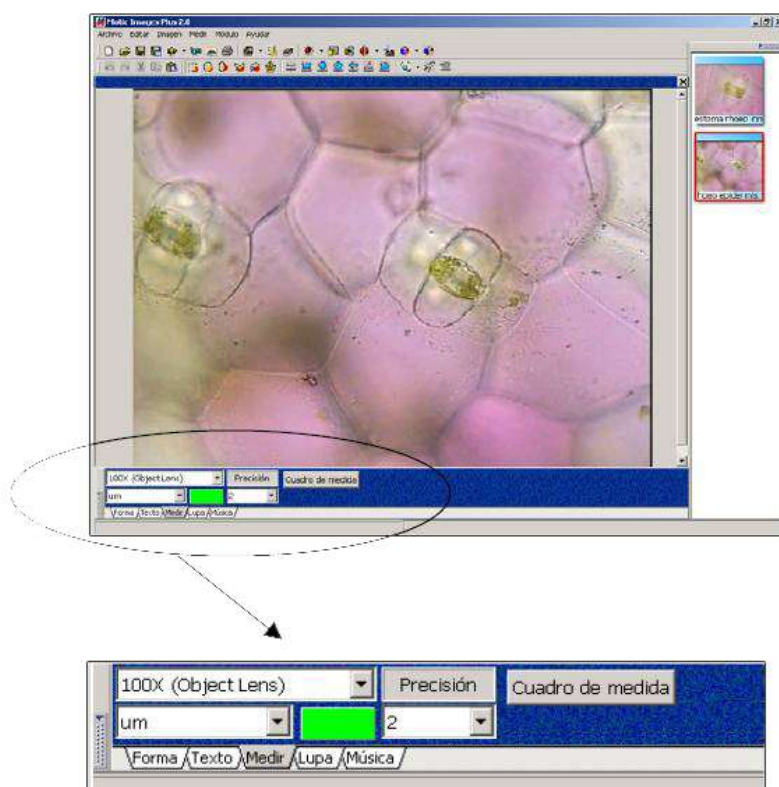 Motic Images Plus 2.0
Archivo Editar Imagen Medir Módulo Ayudar
estoma rhoeo
rhoeo epidermis
100X (Object Lens) Precisión Cuadro de medida
um 2
Forma Texto Medir Lupa Música
100X (Object Lens) Precisión Cuadro de medida
um 2
Forma Texto Medir Lupa Música